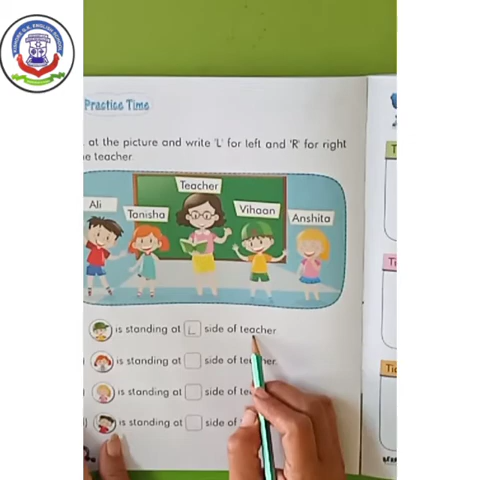 Practice Time
at the picture and write 'L' for left and 'R' for right
e teacher.
Teacher
Ali
Tanisha
Vihaan
Anshita
is standing at L side of teacher.
is standing at side of teacher.
is standing at side of te
is standing at side of